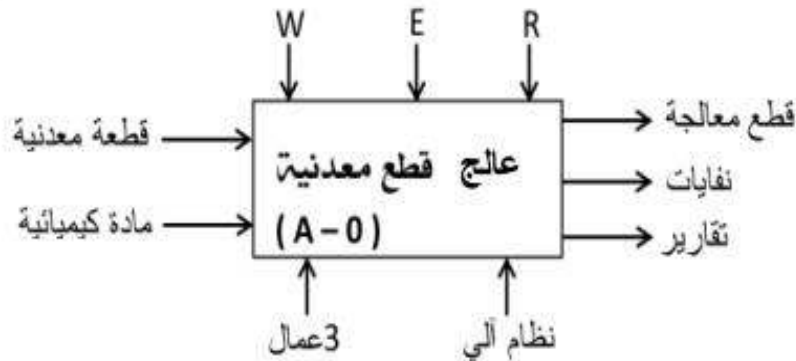 W E R
قطعة معدنية
مادة كيميائية
عالج قطع معدنية
(A-0)
قطع معالجة
نفايات
تقارير
3عمال
نظام آلي